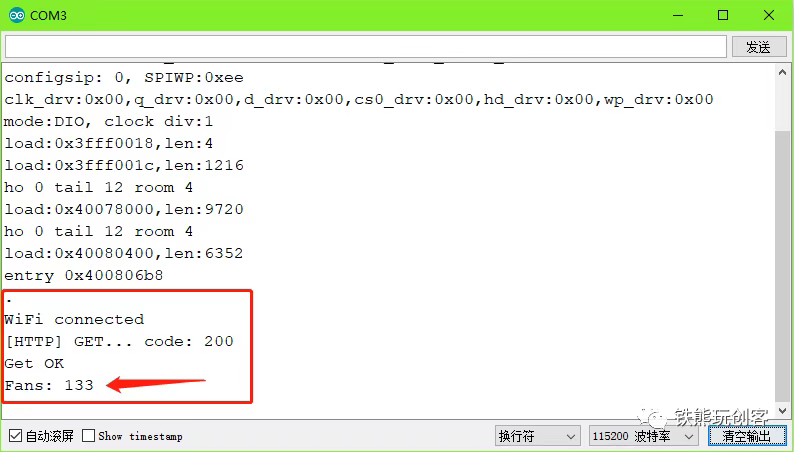 COM3
发送
configsip: 0, SPIWP:0xee
clk_drv:0x00,q_drv:0x00,d_drv:0x00,cs0_drv:0x00,hd_drv:0x00,wp_drv:0x00
mode:DIO, clock div:1
load:0x3fff0018,len:4
load:0x3fff001c,len:1216
ho 0 tail 12 room 4
load:0x40078000,len:9720
ho 0 tail 12 room 4
load:0x40080400,len:6352
entry 0x400806b8
.
WiFi connected
[HTTP] GET... code: 200
Get OK
Fans: 133
铁熊玩创客
自动滚屏 Show timestamp 换行符 115200 波特率 清空输出